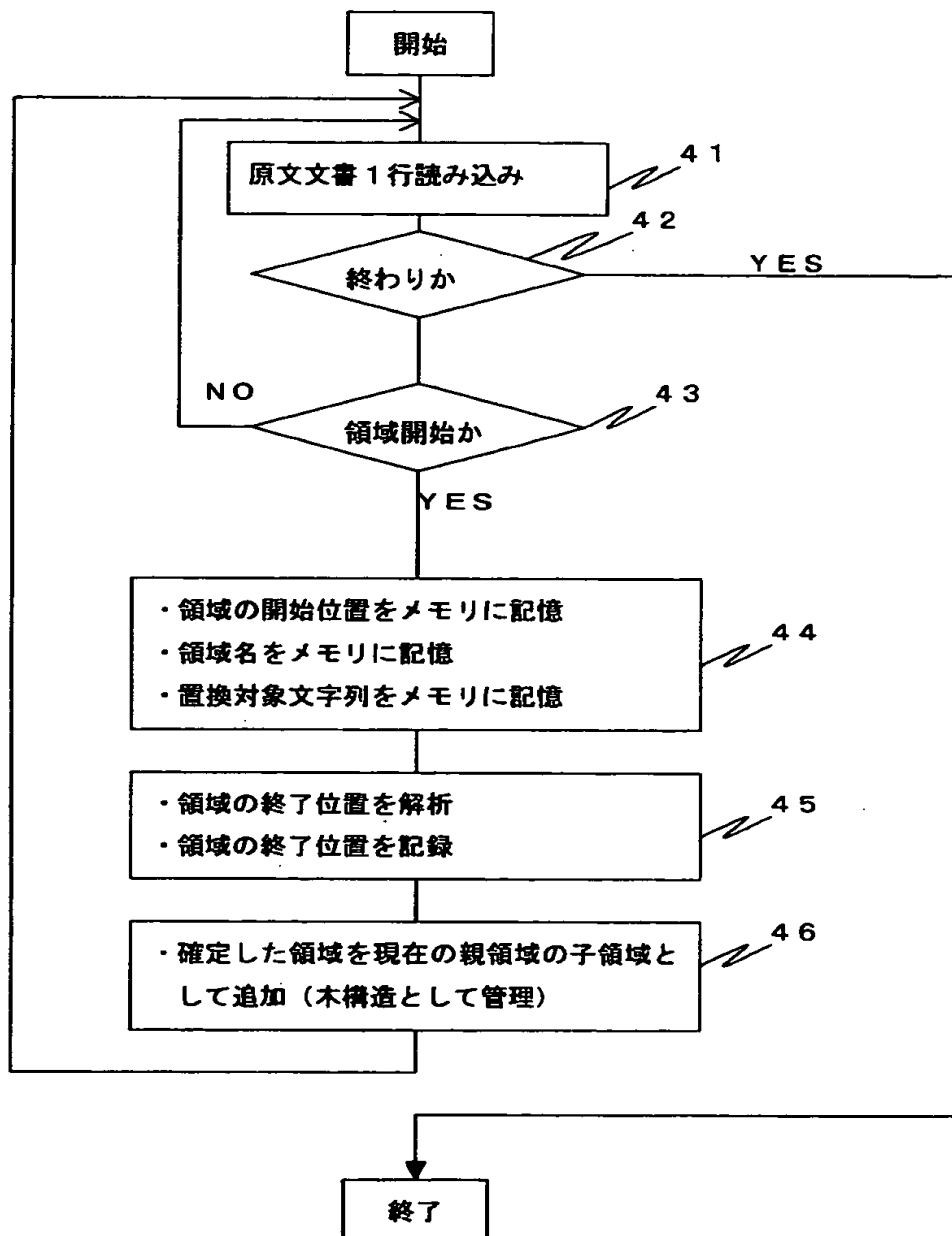 開始
原文文書1行読み込み
41
42
終わりか
YES
NO
43
領域開始か
YES
・領域の開始位置をメモリに記憶
・領域名をメモリに記憶
・置換対象文字列をメモリに記憶
44
・領域の終了位置を解析
・領域の終了位置を記録
45
・確定した領域を現在の親領域の子領域と
して追加(木構造として管理)
46
終了